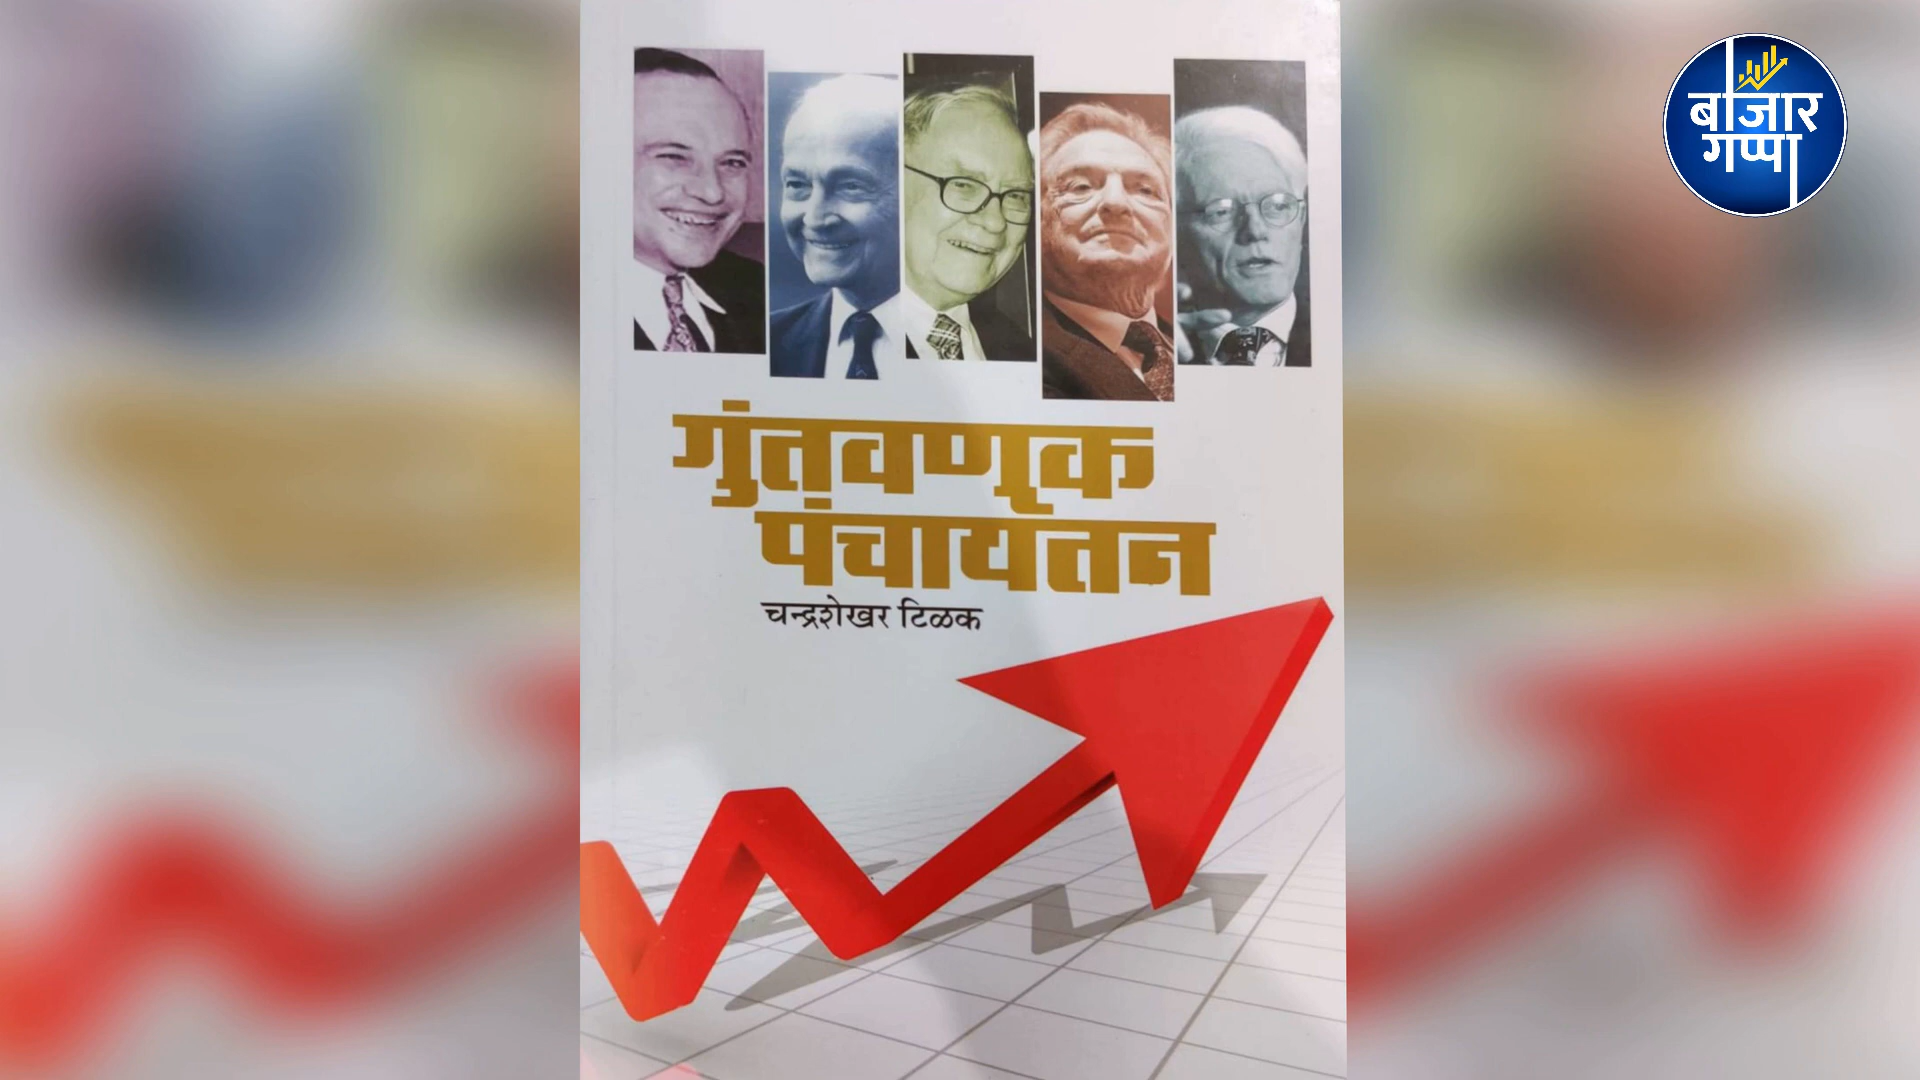 बाजार
गप्पा
गुंतवणूक
पंचायतन
चन्द्रशेखर टिळक